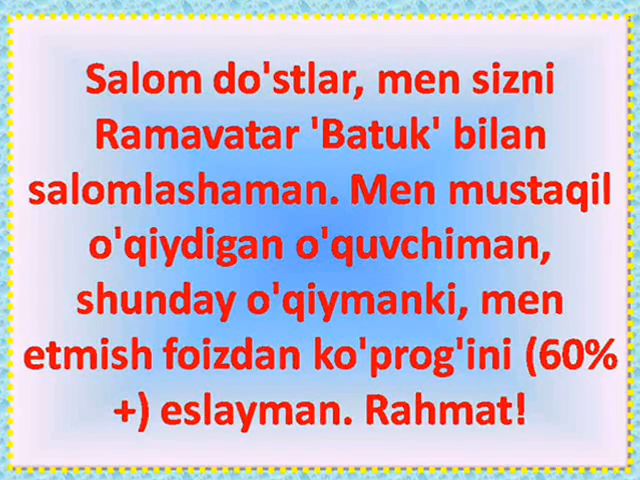 Salom do'stlar, men sizni
Ramavatar 'Batuk' bilan
salomlashaman. Men mustaqil
o'qiydigan o'quvchiman,
shunday o'qiymanki, men
etmish foizdan ko'prog'ini (60%
+) eslayman. Rahmat!